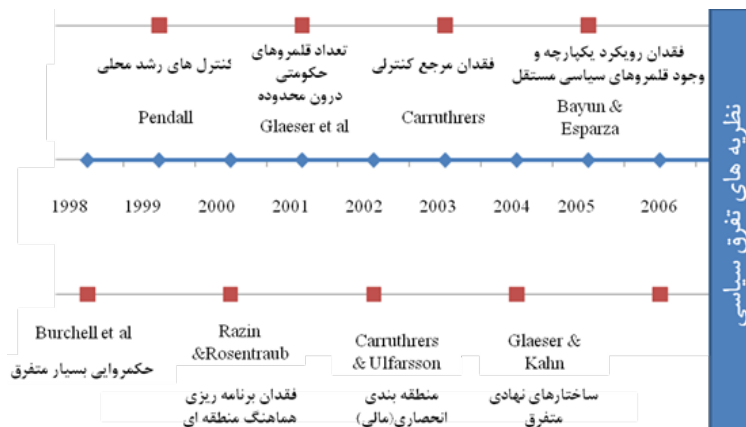 کنترل های رشد محلی
Pendall
تعداد قلمروهای
حکومتی
درون محدوده
Glaeser et al
فقدان مرجع کنترلی
Carruthrers
فقدان رویکرد یکپارچه و
وجود قلمروهای سیاسی مستقل
Bayun &
Esparza
1998 1999 2000 2001 2002 2003 2004 2005 2006
Burchell et al
حکمروایی بسیار متفرق
Razin
&Rosentraub
فقدان برنامه ریزی
هماهنگ منطقه ای
Carruthrers
& Ulfarsson
منطقه بندی
انحصاری(مالی)
Glaeser &
Kahn
ساختارهای نهادی
متفرق
نظریه های تفرق سیاسی